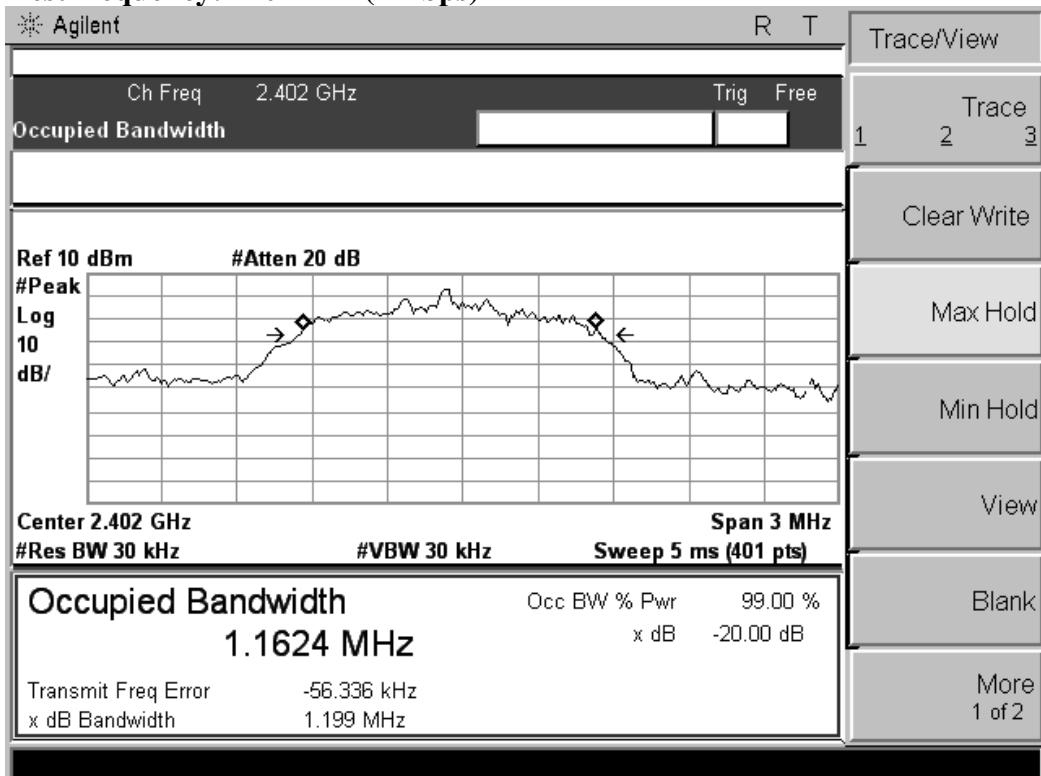 Agilent R T
Trace/View
Ch Freq 2.402 GHz Trig Free
Occupied Bandwidth
Trace
1 2 3
Clear Write
Ref 10 dBm #Atten 20 dB
#Peak
Log
10
dB/
Max Hold
Min Hold
View
Center 2.402 GHz Span 3 MHz
#Res BW 30 kHz #VBW 30 kHz Sweep 5 ms (401 pts)
Occupied Bandwidth Occ BW % Pwr 99.00 %
1.1624 MHz x dB -20.00 dB
Blank
Transmit Freq Error -56.336 kHz
x dB Bandwidth 1.199 MHz
More
1 of 2